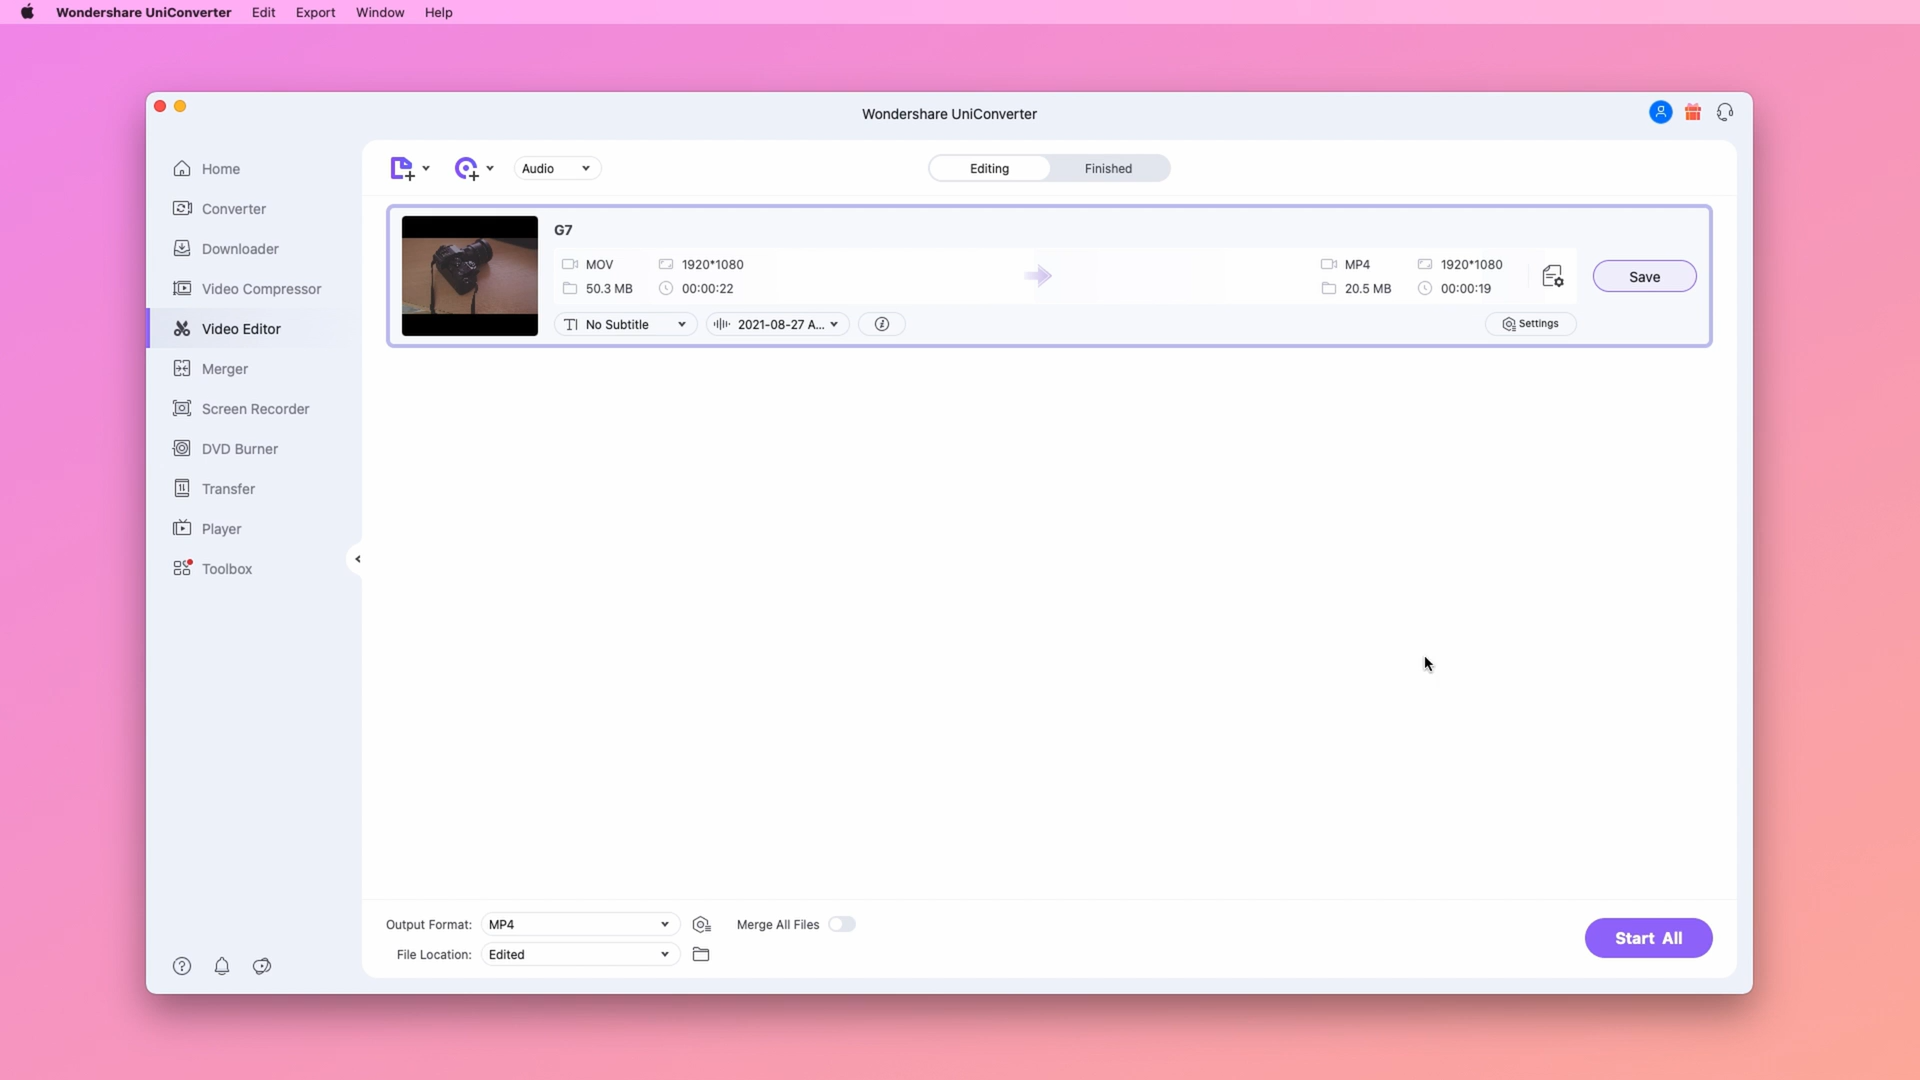 Wondershare UniConverter Edit Export Window Help
Wondershare UniConverter
Home
Converter
Downloader
Video Compressor
Video Editor
Merger
Screen Recorder
DVD Burner
Transfer
Player
Toolbox
Audio
Editing Finished
G7
MOV 1920*1080 MP4 1920*1080
50.3 MB 00:00:22 20.5 MB 00:00:19
Save
No Subtitle 2021-08-27 A... Settings
Output Format: MP4 Merge All Files
File Location: Edited
Start All